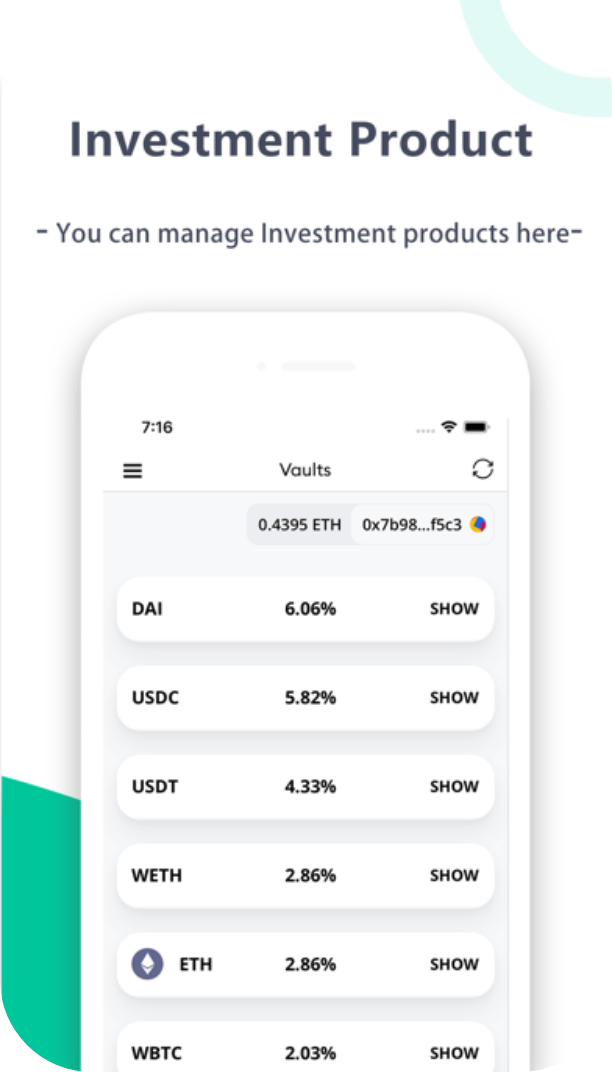 Investment Product
- You can manage Investment products here-
7:16
Vaults
0.4395 ETH 0x7b98...f5c3
DAI 6.06% SHOW
USDC 5.82% SHOW
USDT 4.33% SHOW
WETH 2.86% SHOW
ETH 2.86% SHOW
WBTC 2.03% SHOW